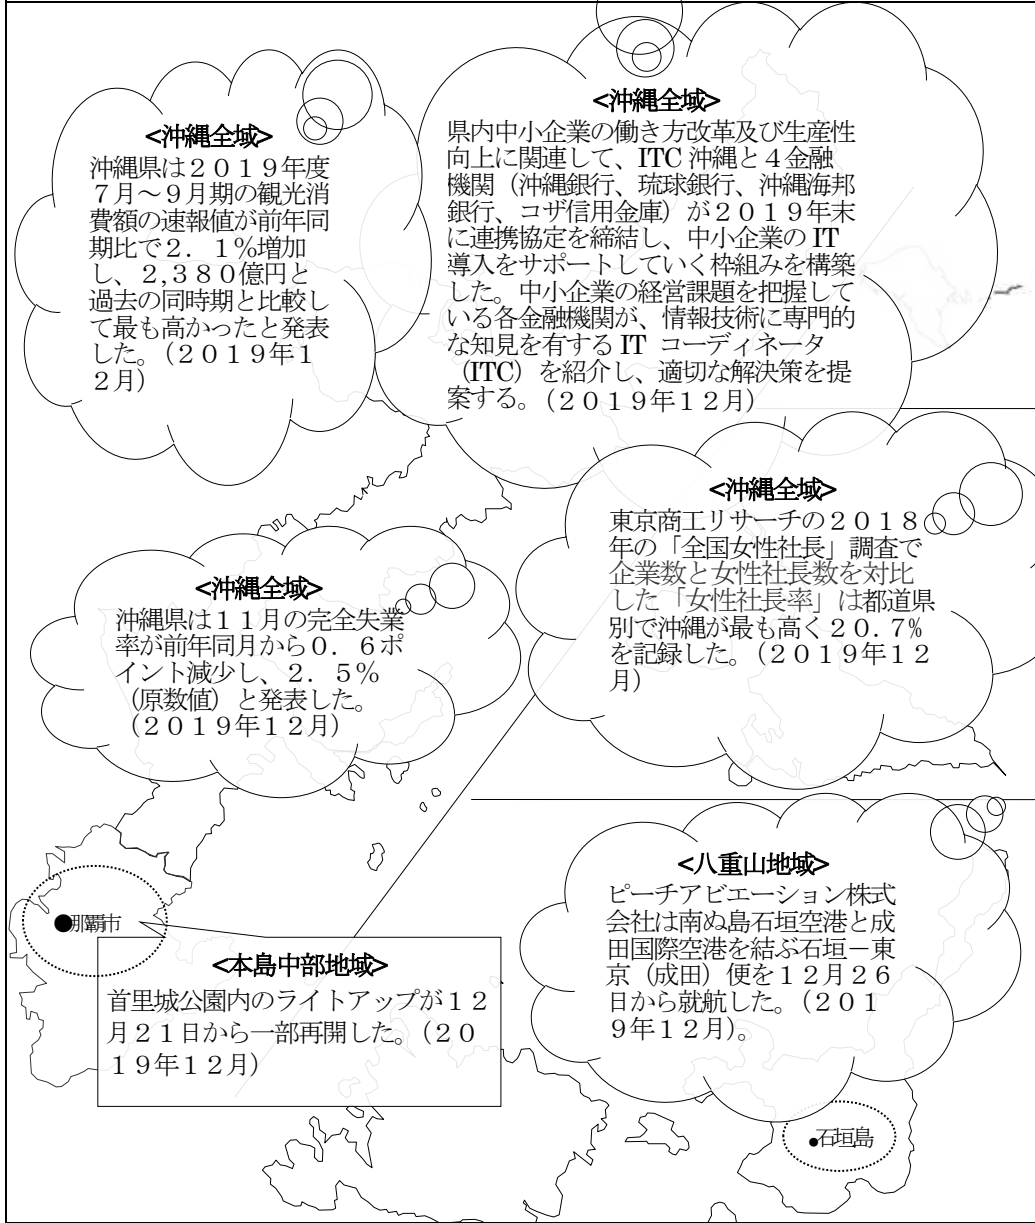 <沖縄全域>
沖縄県は２０１９年度
７月～９月期の観光消
費額の速報値が前年同
期比で２．１％増加
し、２,３８０億円と
過去の同時期と比較し
て最も高かったと発表
した。（２０１９年１
２月）
<沖縄全域>
県内中小企業の働き方改革及び生産性
向上に関連して、ITC 沖縄と４金融
機関（沖縄銀行、琉球銀行、沖縄海邦
銀行、コザ信用金庫）が２０１９年末
に連携協定を締結し、中小企業の IT
導入をサポートしていく枠組みを構築
した。中小企業の経営課題を把握して
いる各金融機関が、情報技術に専門的
な知見を有する IT コーディネータ
（ITC）を紹介し、適切な解決策を提
案する。（２０１９年１２月）
<沖縄全域>
東京商工リサーチの２０１８
年の「全国女性社長」調査で
企業数と女性社長数を対比
した「女性社長率」は都道県
別で沖縄が最も高く20.7%
を記録した。（２０１９年１２
月）
<沖縄全域>
沖縄県は１１月の完全失業
率が前年同月から０．６ポ
イント減少し、２．５％
（原数値）と発表した。
（２０１９年１２月）
<八重山地域>
ピーチアビエーション株式
会社は南ぬ島石垣空港と成
田国際空港を結ぶ石垣－東
京（成田）便を１２月２６
日から就航した。（２０１
９年１２月）。
●那覇市
<本島中部地域>
首里城公園内のライトアップが１２
月２１日から一部再開した。（２０
１９年１２月）
●石垣島